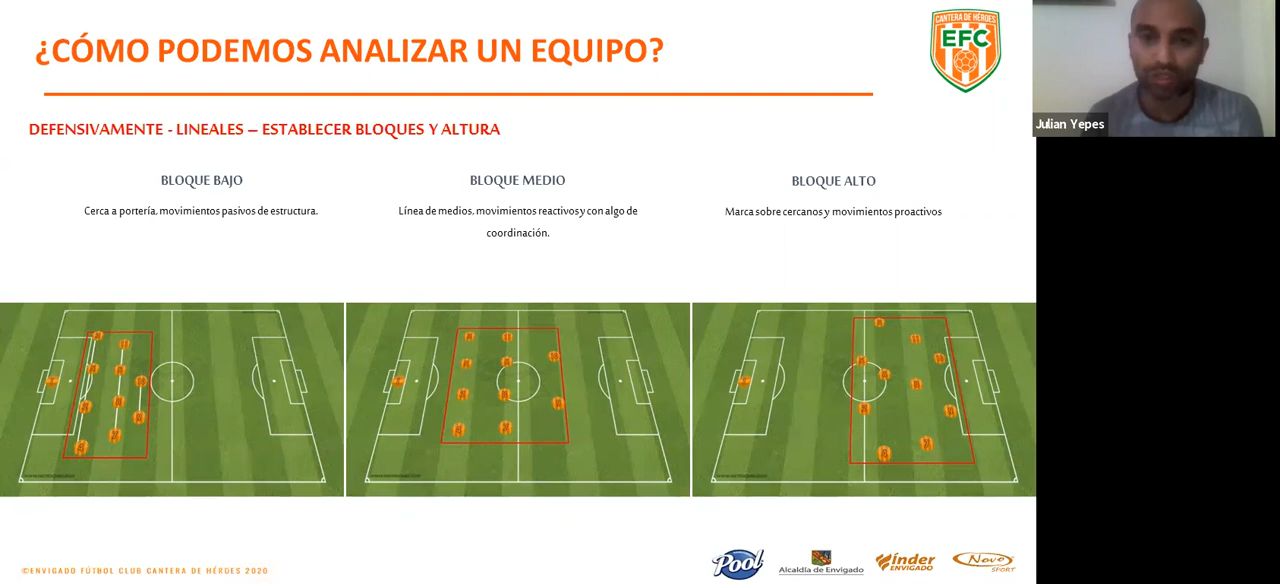 ¿CÓMO PODEMOS ANALIZAR UN EQUIPO?
CANTERA DE HÉROES
EFC
Julian Yepes
DEFENSIVAMENTE - LINEALES – ESTABLECER BLOQUES Y ALTURA
BLOQUE BAJO
Cerca a portería, movimientos pasivos de estructura.
BLOQUE MEDIO
Línea de medios, movimientos reactivos y con algo de
coordinación.
BLOQUE ALTO
Marca sobre cercanos y movimientos proactivos
©ENVIGADO FÚTBOL CLUB CANTERA DE HÉROES 2020
Pool
Alcaldía de Envigado
índer
ENVIGADO
Novo
SPORT